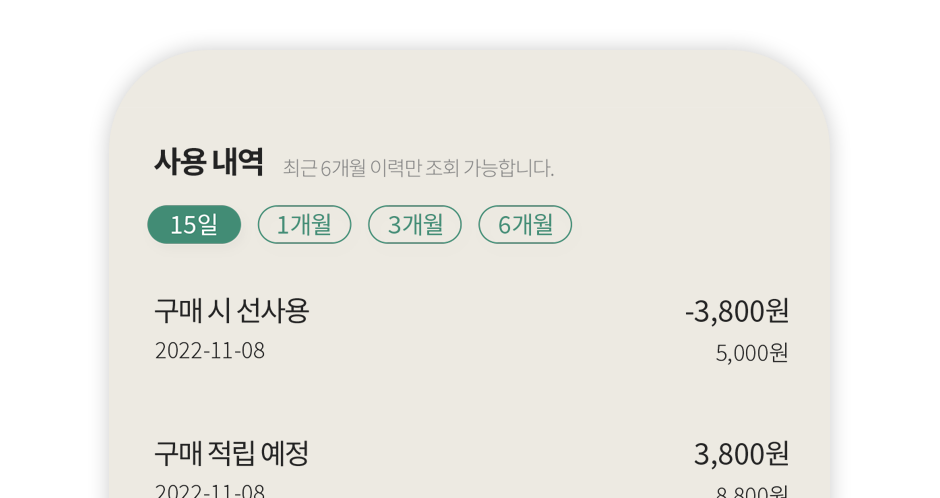 사용 내역 최근 6개월 이력만 조회 가능합니다.
15일 1개월 3개월 6개월
구매 시 선사용 -3,800원
2022-11-08 5,000원
구매 적립 예정 3,800원
2022-11-08 8,800원